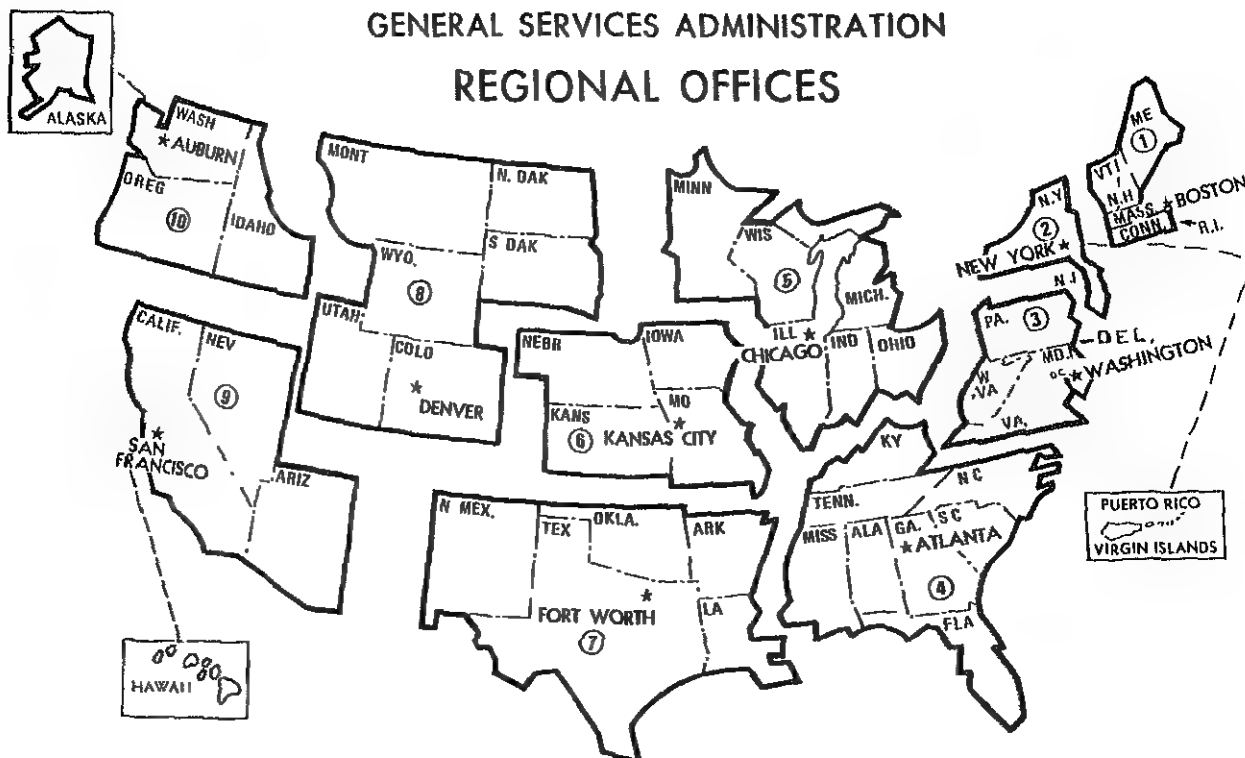 GENERAL SERVICES ADMINISTRATION
REGIONAL OFFICES
ALASKA
WASH
★ AUBURN
OREG
10
IDAHO
MONT
N. DAK
S DAK
WYO.
8
UTAH
COLO
★
DENVER
CALIF.
NEV
9
★
SAN
FRANCISCO
ARIZ
HAWAII
NEBR
IOWA
KANS
MO
6
KANSAS CITY
★
N MEX.
TEX
OKLA.
ARK
LA
★
FORT WORTH
7
MINN
WIS
5
MICH.
ILL ★
CHICAGO
IND
OHIO
KY
TENN.
N C
MISS
ALA
GA.
S C
★ ATLANTA
4
FLA
ME
1
VT
N.H
MASS ★ BOSTON
CONN.
R.I.
N.Y
2
NEW YORK ★
N.J
PA.
3
DEL.
MD.
DC ★ WASHINGTON
W
VA
VA.
PUERTO RICO
VIRGIN ISLANDS